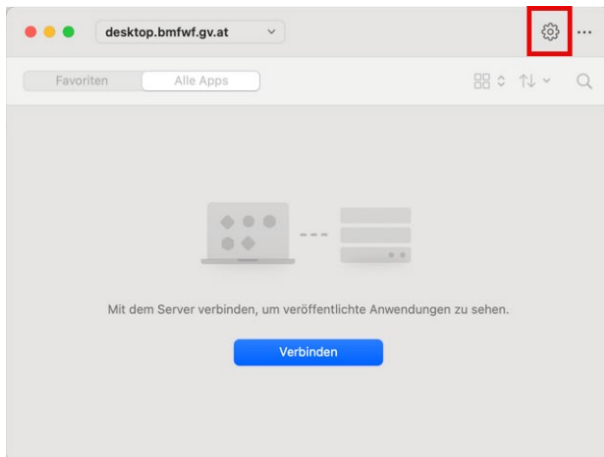 desktop.bmfwf.gv.at
Favoriten Alle Apps
Mit dem Server verbinden, um veröffentlichte Anwendungen zu sehen.
Verbinden